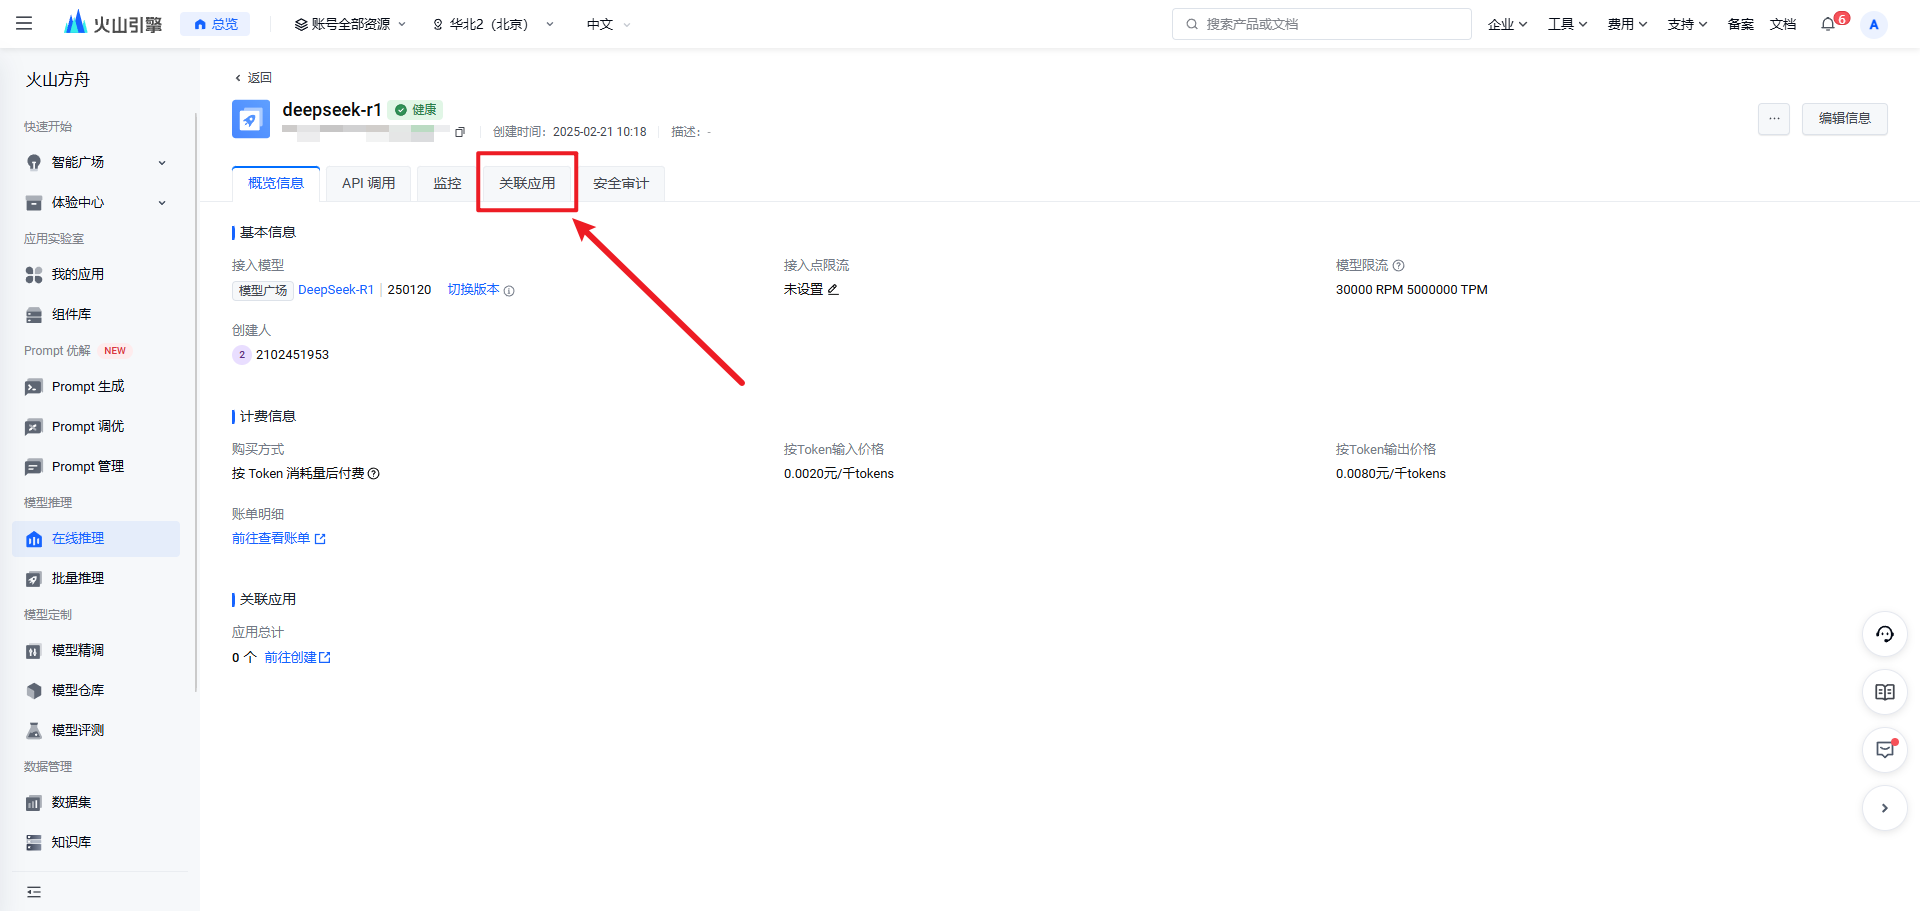 火山引擎
总览
账号全部资源
华北2（北京）
中文
搜索产品或文档
企业
工具
费用
支持
备案
文档
6
A
火山方舟
快速开始
智能广场
体验中心
应用实验室
我的应用
组件库
Prompt 优解 NEW
Prompt 生成
Prompt 调优
Prompt 管理
模型推理
在线推理
批量推理
模型定制
模型精调
模型仓库
模型评测
数据管理
数据集
知识库
返回
deepseek-r1 健康
创建时间： 2025-02-21 10:18 描述： -
... 编辑信息
概览信息 API 调用 监控 关联应用 安全审计
基本信息
接入模型 接入点限流 模型限流
模型广场 DeepSeek-R1 250120 切换版本 未设置 30000 RPM 5000000 TPM
创建人
2 2102451953
计费信息
购买方式 按Token输入价格 按Token输出价格
按 Token 消耗量后付费 0.0020元/千tokens 0.0080元/千tokens
账单明细
前往查看账单
关联应用
应用总计
0 个 前往创建